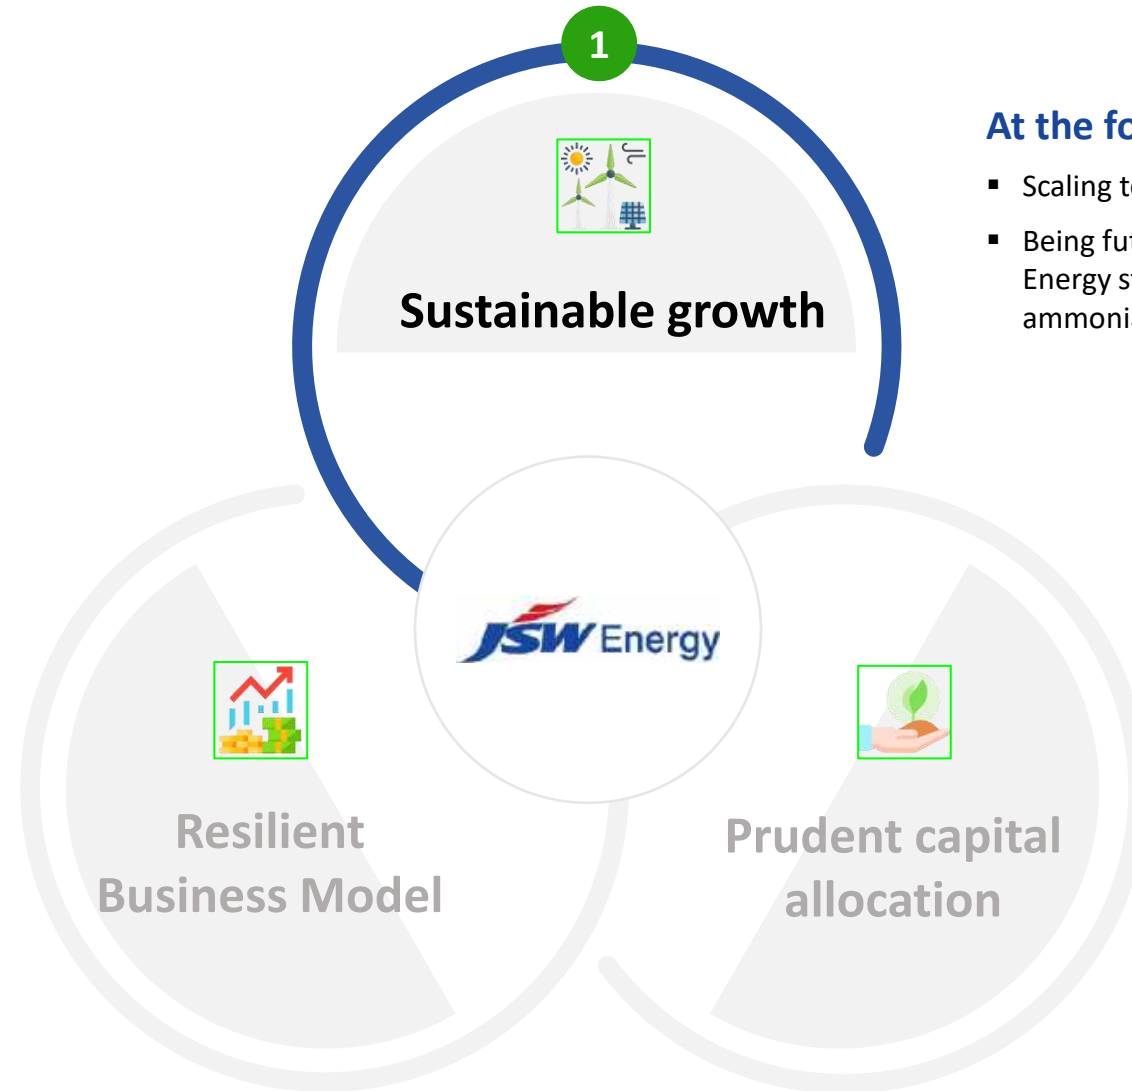 1
At the fo
▪ Scaling t
▪ Being fu
Energy s
ammoni
Sustainable growth
JSW Energy
Resilient
Business Model
Prudent capital
allocation